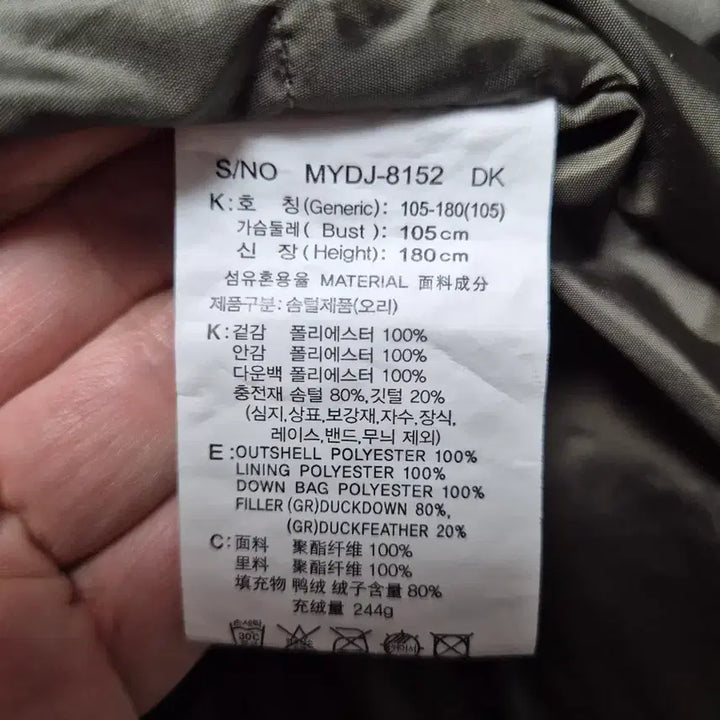 S/NO MYDJ-8152 DK
K:호 칭(Generic): 105-180(105)
가슴둘레( Bust ): 105cm
신 장(Height): 180cm
섬유혼용율 MATERIAL 面料成分
제품구분:솜털제품(오리)
K:겉감 폴리에스터 100%
안감 폴리에스터 100%
다운백 폴리에스터 100%
충전재 솜털 80%,깃털 20%
(심지,상표,보강재,자수,장식,
레이스,밴드,무늬 제외)
E:OUTSHELL POLYESTER 100%
LINING POLYESTER 100%
DOWN BAG POLYESTER 100%
FILLER (GR)DUCKDOWN 80%,
(GR)DUCKFEATHER 20%
C:面料 聚酯纤维 100%
里料 聚酯纤维 100%
填充物 鸭绒 绒子含量 80%
充绒量 244g
손세탁
30℃